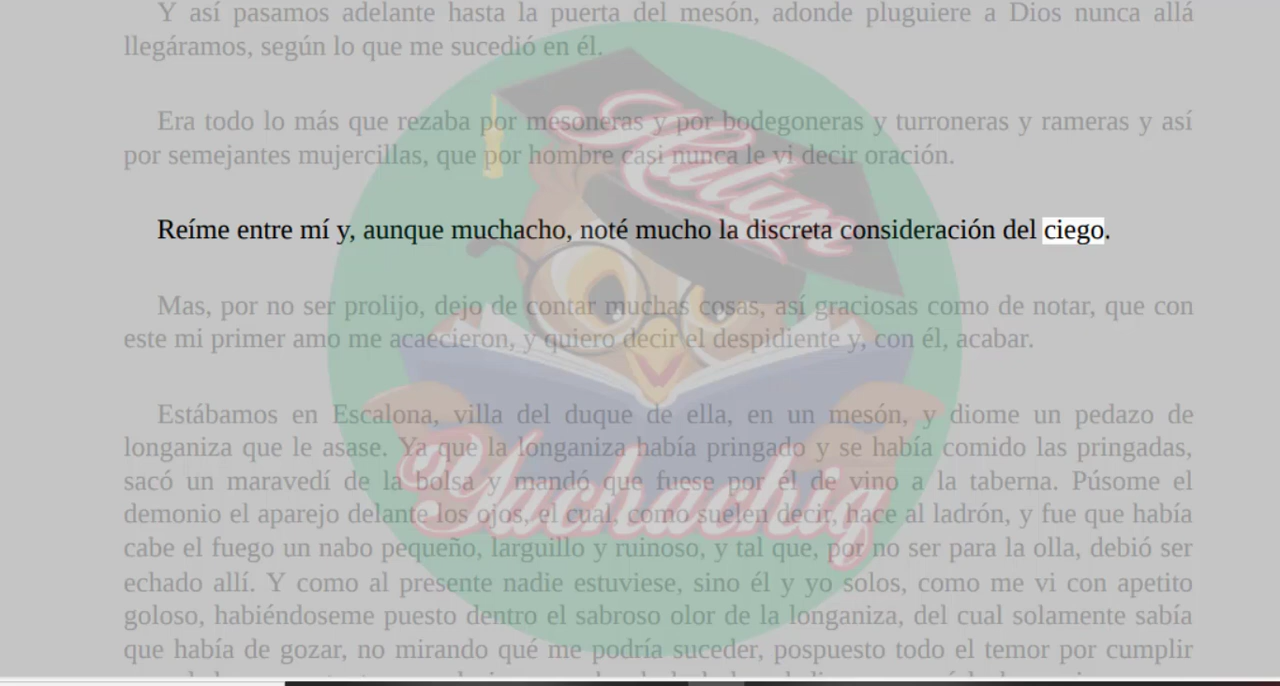 Y así pasamos adelante hasta la puerta del mesón, adonde pluguiere a Dios nunca allá
llegáramos, según lo que me sucedió en él.
Era todo lo más que rezaba por mesoneras y por bodegoneras y turroneras y rameras y así
por semejantes mujercillas, que por hombre casi nunca le vi decir oración.
Reíme entre mí y, aunque muchacho, noté mucho la discreta consideración del ciego.
Mas, por no ser prolijo, dejo de contar muchas cosas, así graciosas como de notar, que con
este mi primer amo me acaecieron, y quiero decir el despidiente y, con él, acabar.
Estábamos en Escalona, villa del duque de ella, en un mesón, y diome un pedazo de
longaniza que le asase. Ya que la longaniza había pringado y se había comido las pringadas,
sacó un maravedí de la bolsa y mandó que fuese por él de vino a la taberna. Púsome el
demonio el aparejo delante los ojos, el cual, como suelen decir, hace al ladrón, y fue que había
cabe el fuego un nabo pequeño, larguillo y ruinoso, y tal que, por no ser para la olla, debió ser
echado allí. Y como al presente nadie estuviese, sino él y yo solos, como me vi con apetito
goloso, habiéndoseme puesto dentro el sabroso olor de la longaniza, del cual solamente sabía
que había de gozar, no mirando qué me podría suceder, pospuesto todo el temor por cumplir
Hatun
Yachachiq